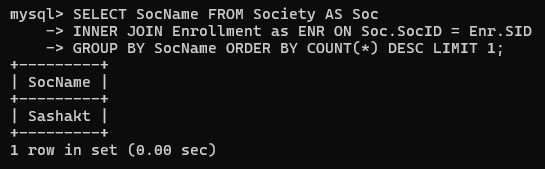 mysql> SELECT SocName FROM Society AS Soc
    -> INNER JOIN Enrollment as ENR ON Soc.SocID = Enr.SID
    -> GROUP BY SocName ORDER BY COUNT(*) DESC LIMIT 1;
+---------+
| SocName |
+---------+
| Sashakt |
+---------+
1 row in set (0.00 sec)